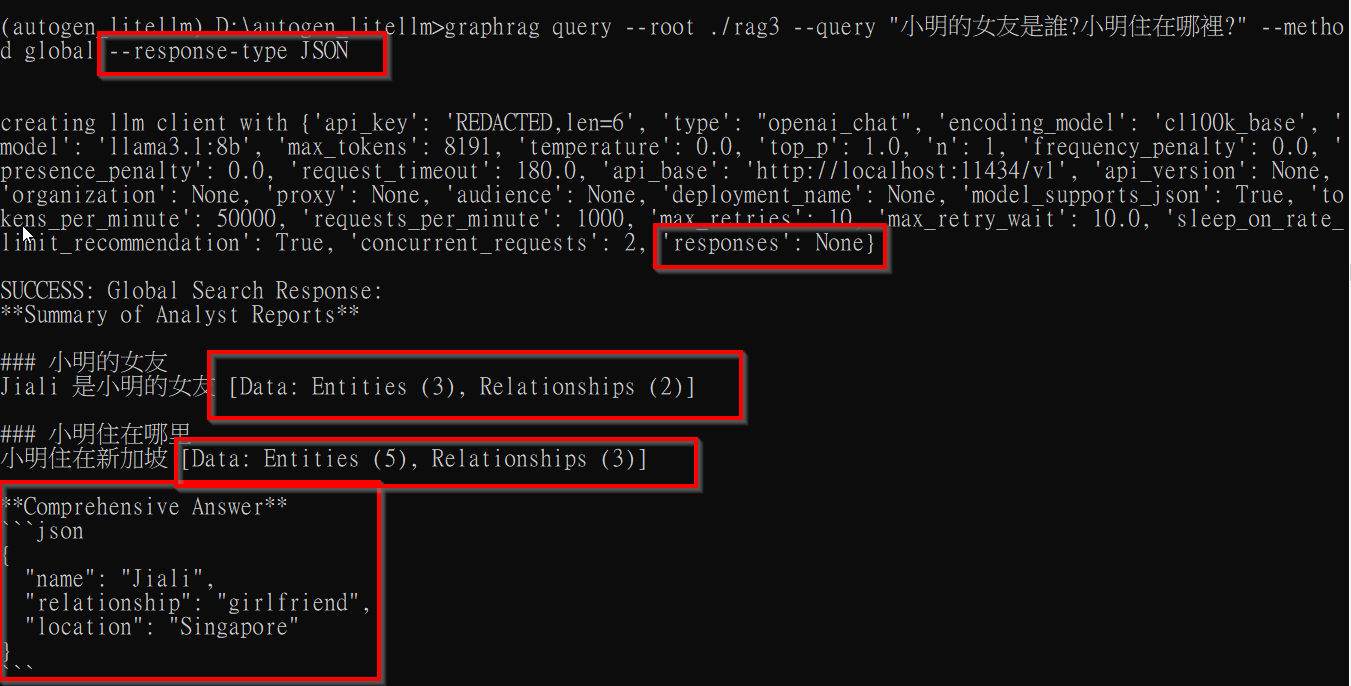 (autogen_litellm) D:\autogen_litellm>graphrag query --root ./rag3 --query "小明的女友是誰?小明住在哪裡?" --metho
d global --response-type JSON
creating llm client with {'api_key': 'REDACTED,len=6', 'type': "openai_chat", 'encoding_model': 'cl100k_base', '
model': 'llama3.1:8b', 'max_tokens': 8191, 'temperature': 0.0, 'top_p': 1.0, 'n': 1, 'frequency_penalty': 0.0, '
presence_penalty': 0.0, 'request_timeout': 180.0, 'api_base': 'http://localhost:11434/v1', 'api_version': None,
'organization': None, 'proxy': None, 'audience': None, 'deployment_name': None, 'model_supports_json': True, 'to
kens_per_minute': 50000, 'requests_per_minute': 1000, 'max_retries': 10, 'max_retry_wait': 10.0, 'sleep_on_rate_
limit_recommendation': True, 'concurrent_requests': 2, 'responses': None}
SUCCESS: Global Search Response:
**Summary of Analyst Reports**
### 小明的女友
Jiali 是小明的女友 [Data: Entities (3), Relationships (2)]
### 小明住在哪里
小明住在新加坡 [Data: Entities (5), Relationships (3)]
**Comprehensive Answer**
```json
{
  "name": "Jiali",
  "relationship": "girlfriend",
  "location": "Singapore"
}
```